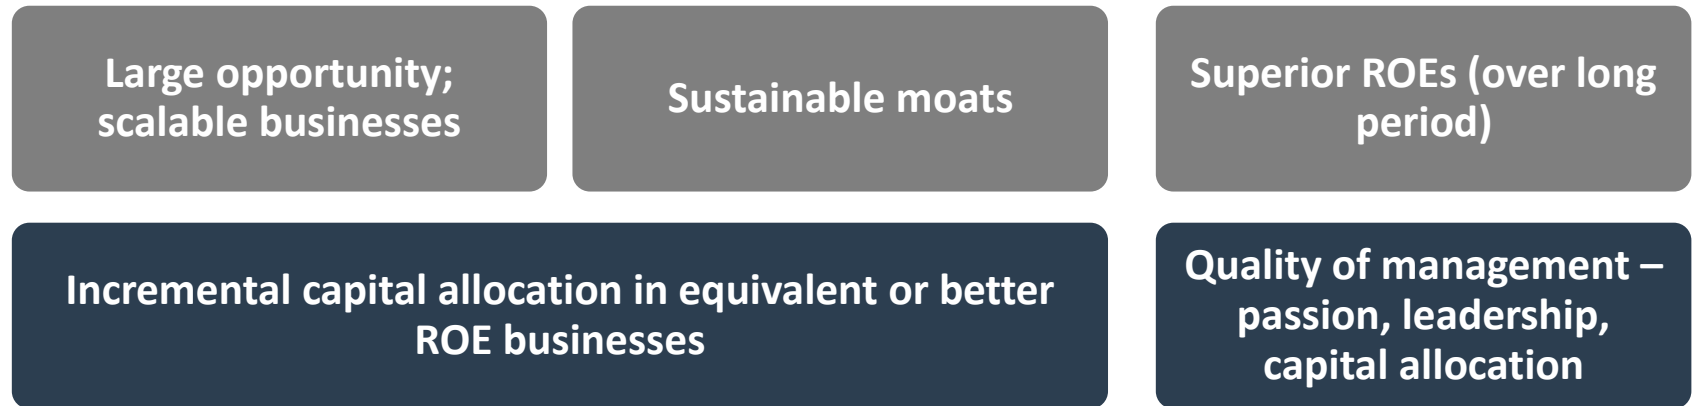 Large opportunity;
scalable businesses
Sustainable moats
Superior ROEs (over long
period)
Incremental capital allocation in equivalent or better
ROE businesses
Quality of management –
passion, leadership,
capital allocation